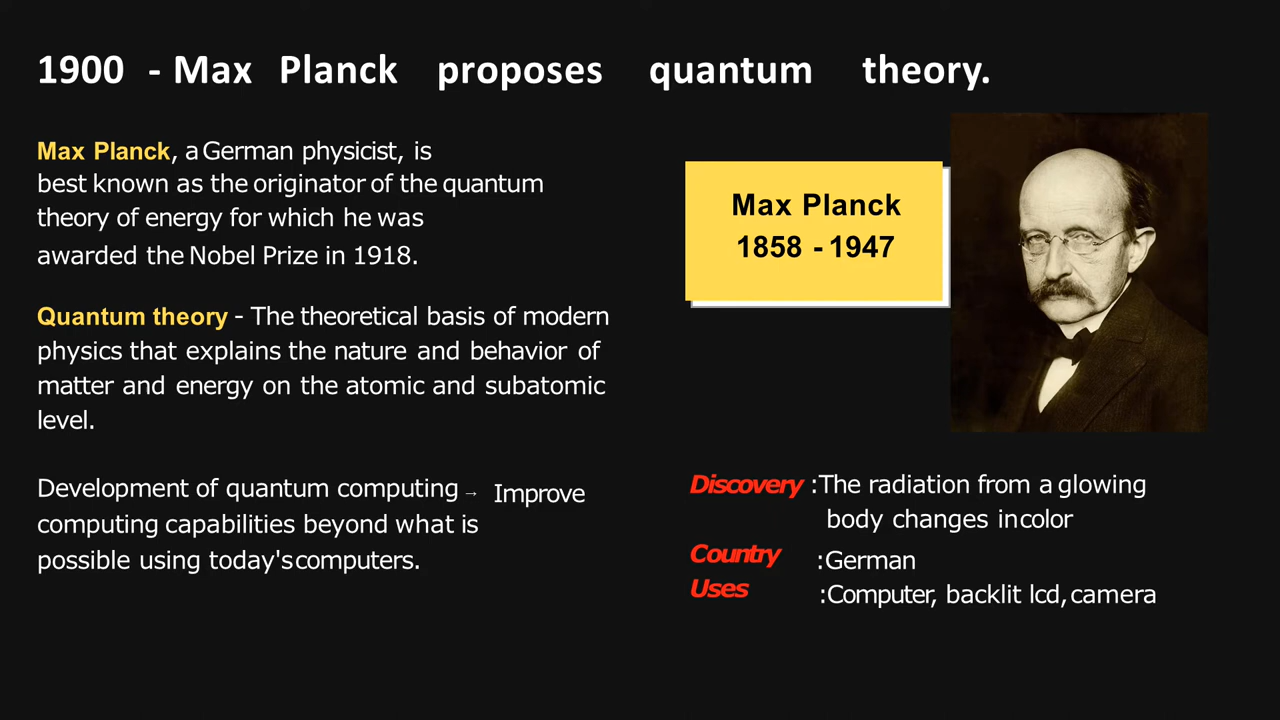 1900 - Max Planck proposes quantum theory.
Max Planck, a German physicist, is
best known as the originator of the quantum
theory of energy for which he was
awarded the Nobel Prize in 1918.
Quantum theory - The theoretical basis of modern
physics that explains the nature and behavior of
matter and energy on the atomic and subatomic
level.
Development of quantum computing → Improve
computing capabilities beyond what is
possible using today's computers.
Max Planck
1858 - 1947
Discovery :The radiation from a glowing
body changes in color
Country :German
Uses :Computer, backlit lcd, camera